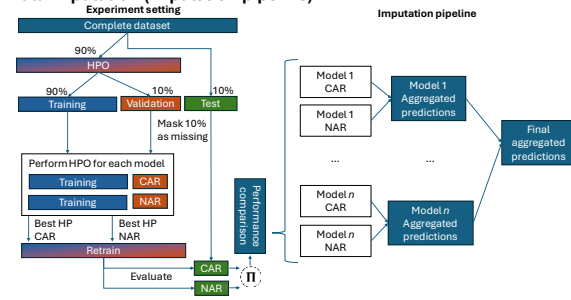 Experiment setting
Imputation pipeline
Complete dataset
90%
HPO
90%
10%
10%
Training
Validation
Test
Mask 10%
as missing
Perform HPO for each model
Training
CAR
Training
NAR
Best HP
CAR
Best HP
NAR
Retrain
Evaluate
CAR
NAR
Π
Performance
comparison
Model 1
CAR
Model 1
NAR
...
Model n
CAR
Model n
NAR
Model 1
Aggregated
predictions
...
Model n
Aggregated
predictions
Final
aggregated
predictions